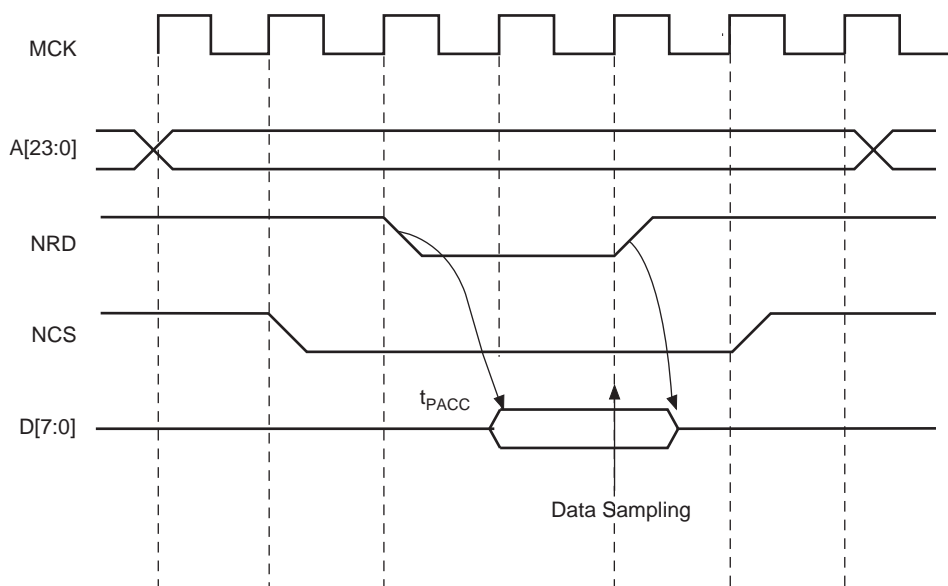 MCK
A[23:0]
NRD
NCS
tPACC
D[7:0]
Data Sampling